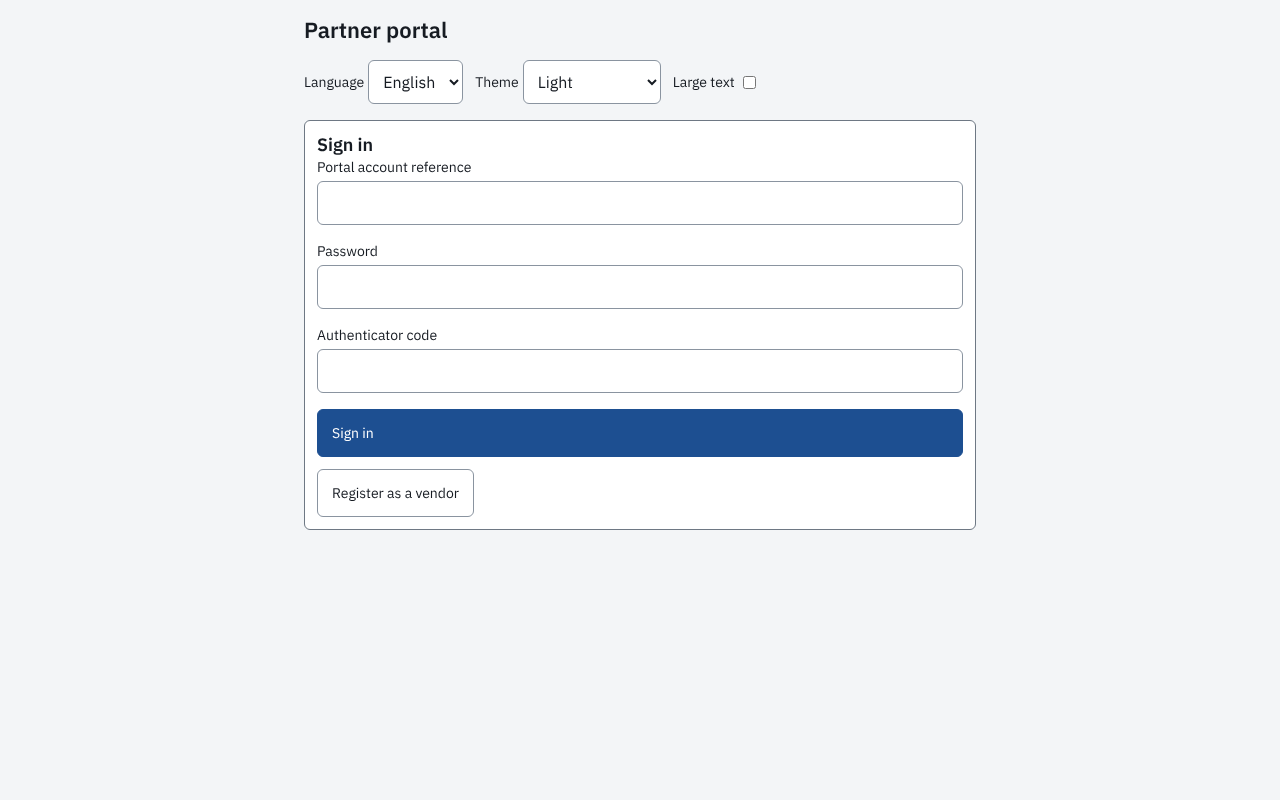 Partner portal
Language English Theme Light Large text
Sign in
Portal account reference
Password
Authenticator code
Sign in
Register as a vendor